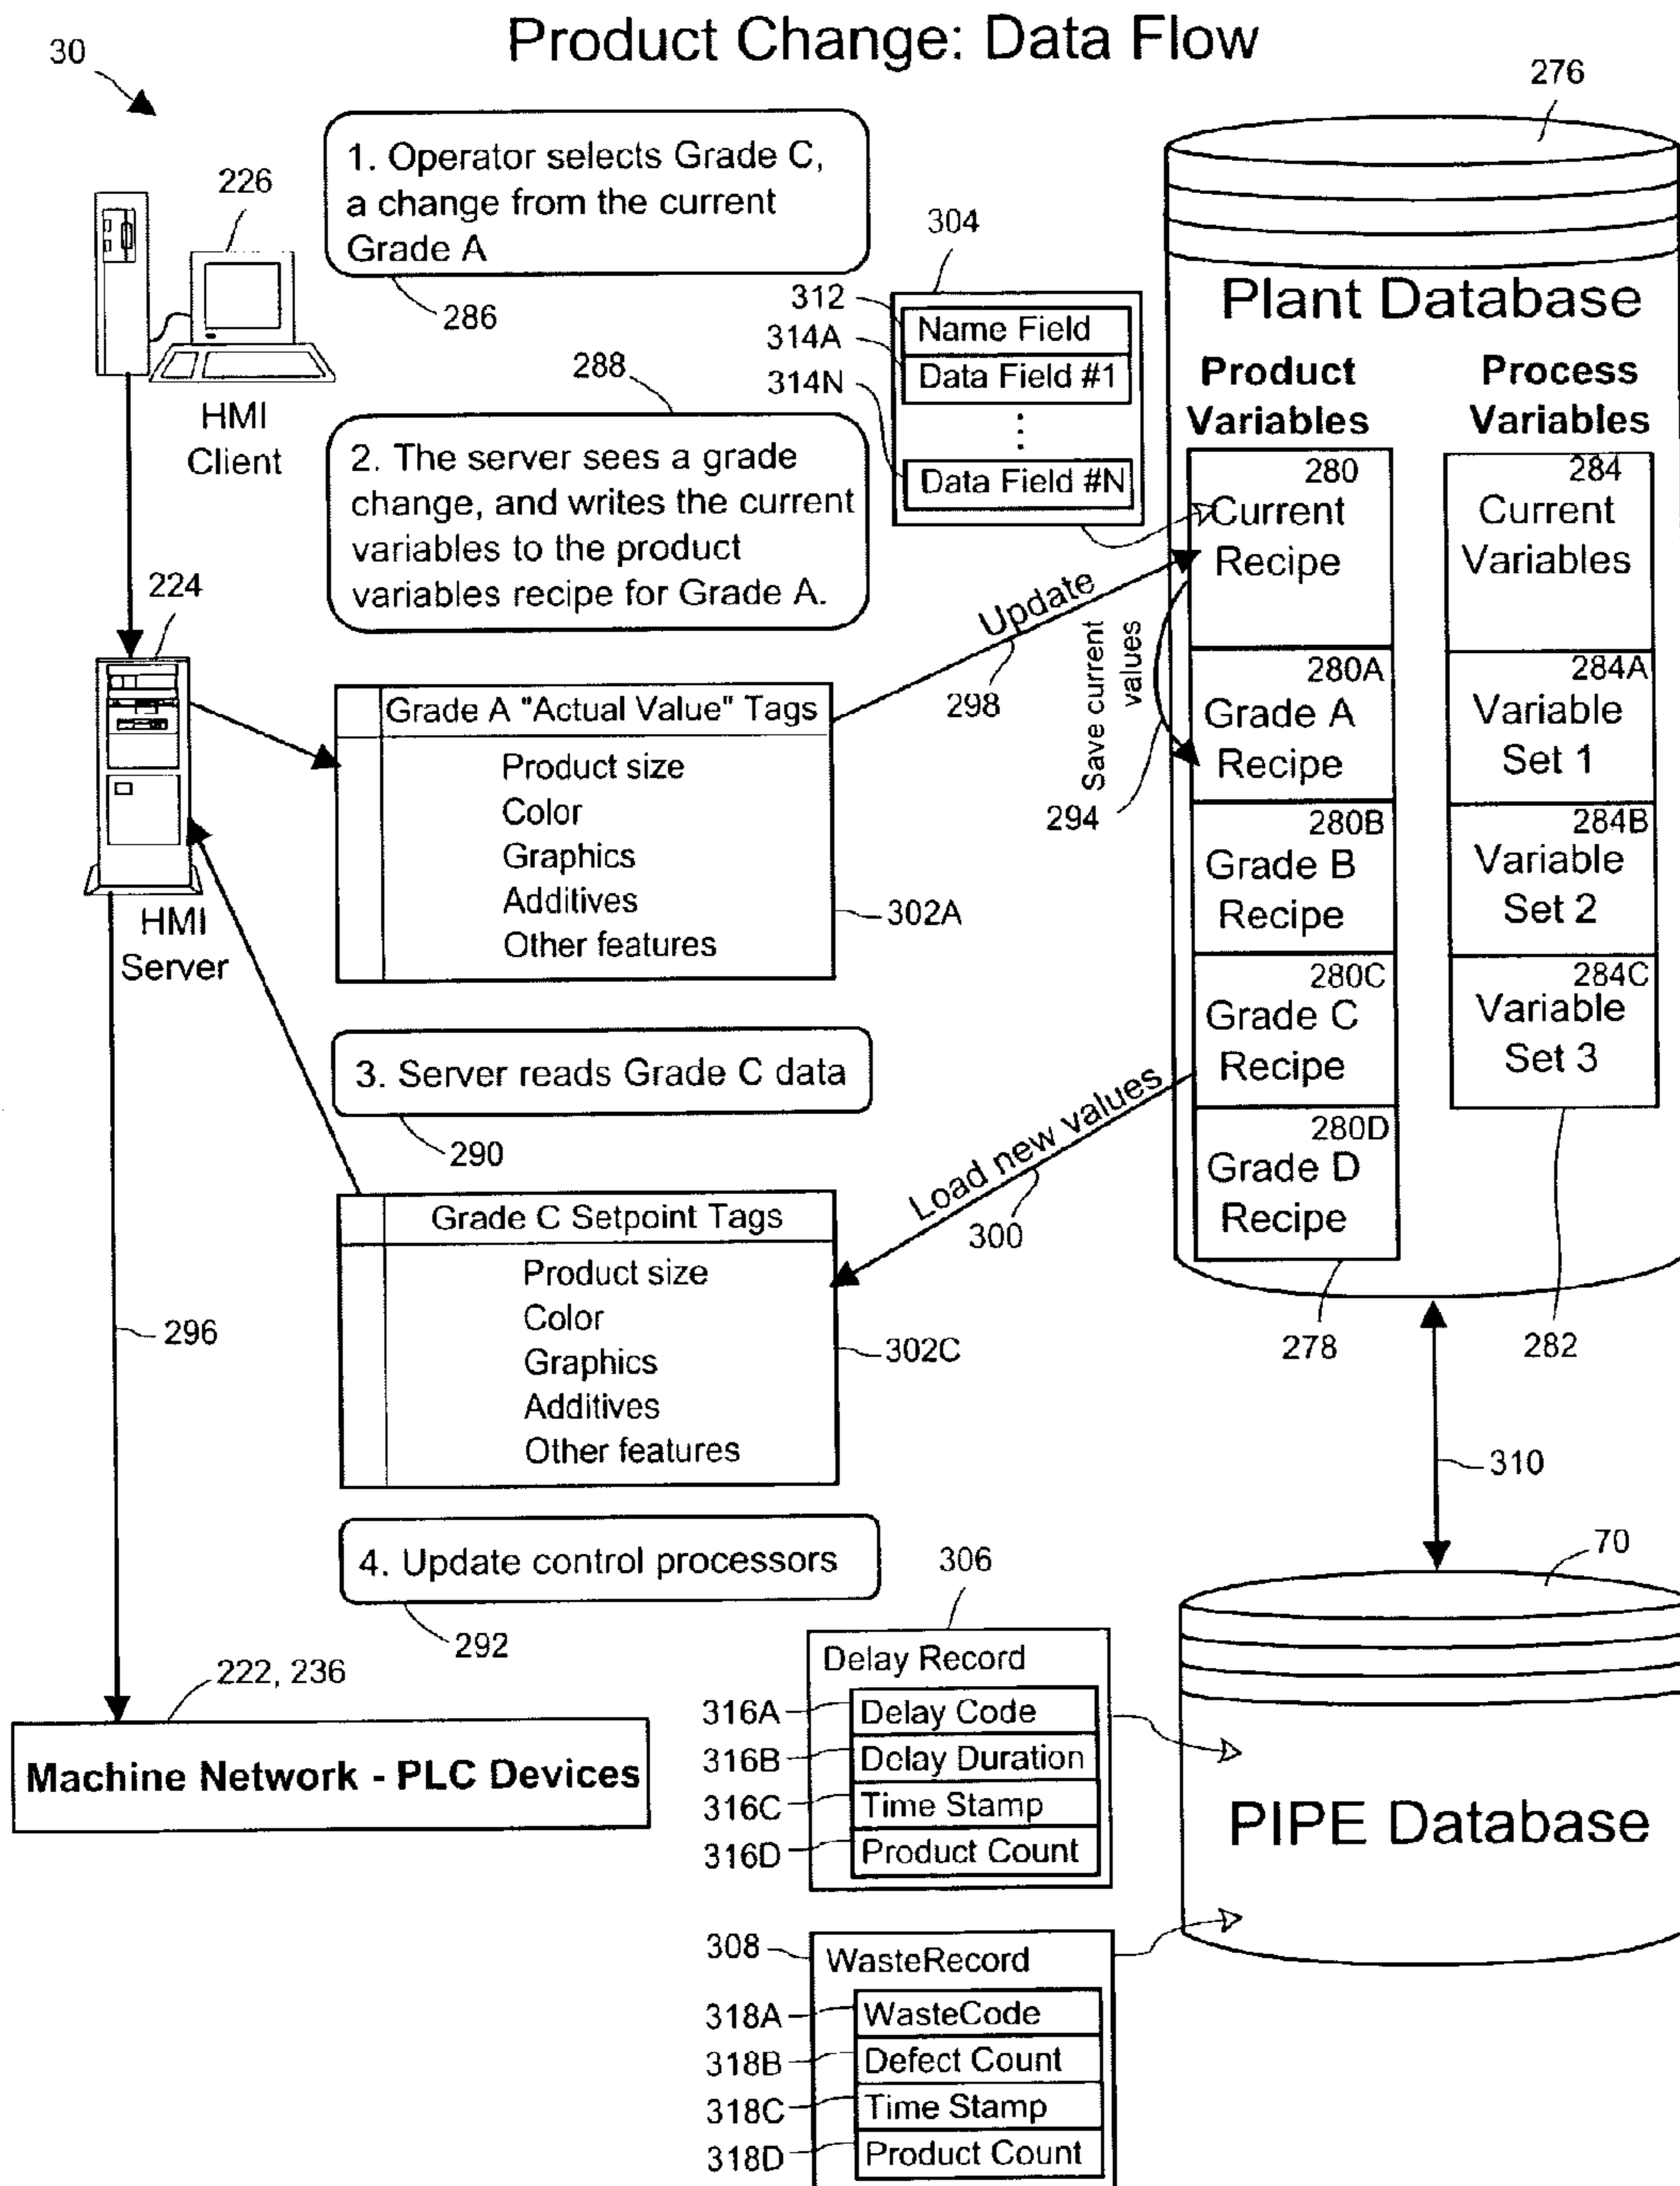 Product Change: Data Flow
30
276
226
1. Operator selects Grade C,
a change from the current
Grade A
286
HMI
Client
304
312
Name Field
314A
Data Field #1
314N
Data Field #N
288
2. The server sees a grade
change, and writes the current
variables to the product
variables recipe for Grade A.
Plant Database
Product
Variables
Process
Variables
280
Current
Recipe
284
Current
Variables
280A
Grade A
Recipe
284A
Variable
Set 1
280B
Grade B
Recipe
284B
Variable
Set 2
280C
Grade C
Recipe
284C
Variable
Set 3
280D
Grade D
Recipe
278
282
Update
298
Save current
values
294
224
HMI
Server
Grade A "Actual Value" Tags
Product size
Color
Graphics
Additives
Other features
302A
3. Server reads Grade C data
290
Load new values
300
Grade C Setpoint Tags
Product size
Color
Graphics
Additives
Other features
302C
296
310
4. Update control processors
292
222, 236
Machine Network - PLC Devices
70
PIPE Database
306
Delay Record
316A
Delay Code
316B
Delay Duration
316C
Time Stamp
316D
Product Count
308
WasteRecord
318A
WasteCode
318B
Defect Count
318C
Time Stamp
318D
Product Count